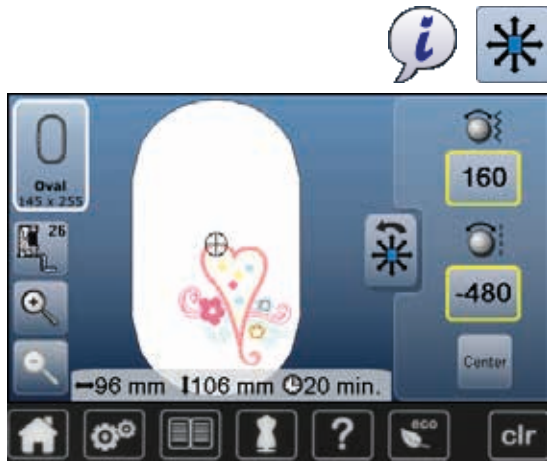 i
Oval
145 x 255
26
160
-480
Center
96 mm 106 mm 20 min.
?
eco
clr